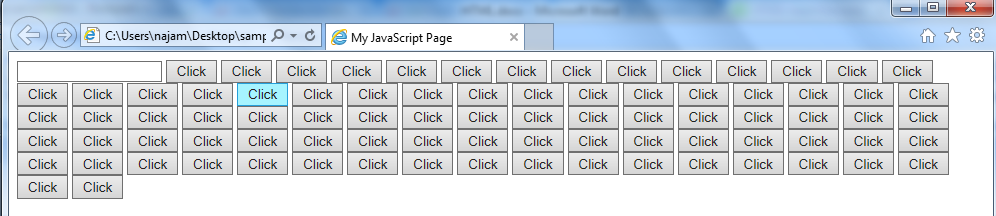 C:\Users\najam\Desktop\samp
My JavaScript Page
Click Click Click Click Click Click Click Click Click Click Click Click Click Click
Click Click Click Click Click Click Click Click Click Click Click Click Click Click Click Click Click
Click Click Click Click Click Click Click Click Click Click Click Click Click Click Click Click Click
Click Click Click Click Click Click Click Click Click Click Click Click Click Click Click Click Click
Click Click Click Click Click Click Click Click Click Click Click Click Click Click Click Click Click
Click Click